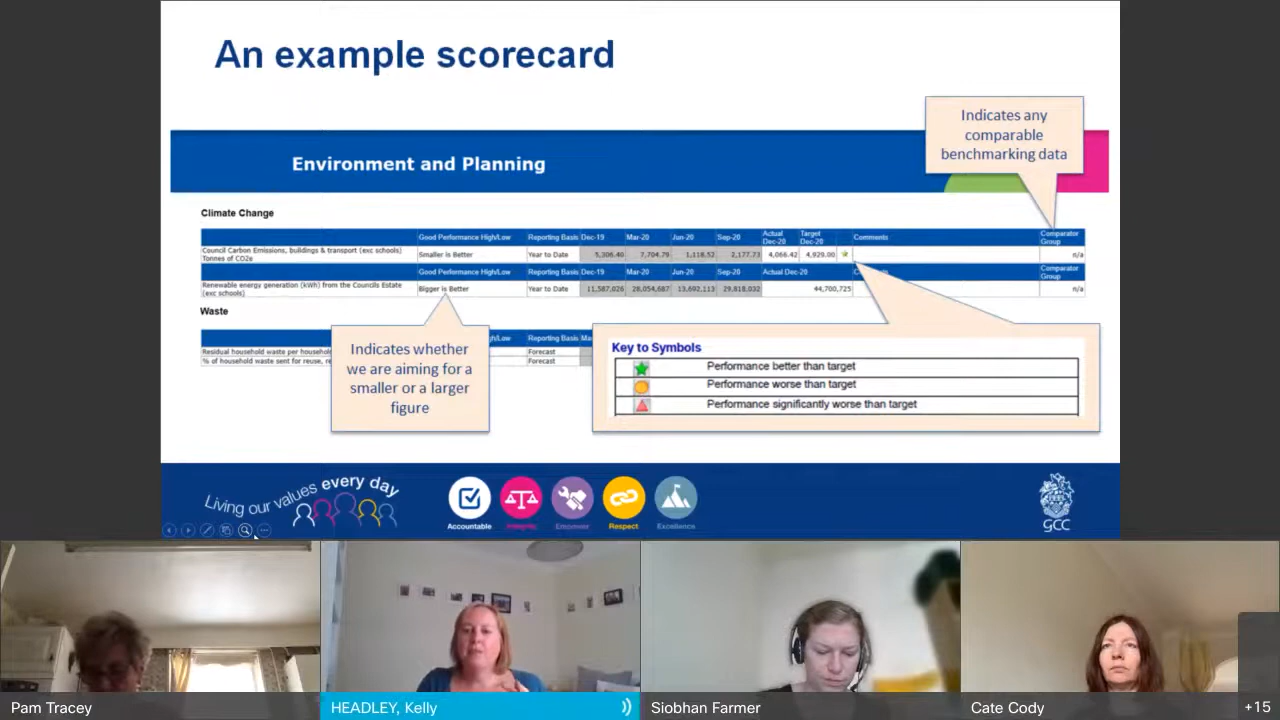 An example scorecard
Indicates any
comparable
benchmarking data
Environment and Planning
Climate Change
Good Performance High/Low Reporting Basis Dec-19 Mar-20 Jun-20 Sep-20 Actual Dec-20 Target Dec-20 Comments Comparator Group
Council Carbon Emissions, buildings & transport (exc schools) Tonnes of CO2e Smaller is Better Year to Date 5,306.40 7,704.79 1,118.52 2,177.73 4,066.42 4,929.00 n/a
Good Performance High/Low Reporting Basis Dec-19 Mar-20 Jun-20 Sep-20 Actual Dec-20 Comparator Group
Renewable energy generation (kWh) from the Councils Estate (exc schools) Bigger is Better Year to Date 11,587,026 28,054,687 13,692,113 29,818,032 44,700,725 n/a
Waste
Reporting Basis
Residual household waste per Forecast
% of household waste sent for reuse, Forecast
Indicates whether
we are aiming for a
smaller or a larger
figure
Key to Symbols
Performance better than target
Performance worse than target
Performance significantly worse than target
Living our values every day
Accountable Integrity Empower Respect Excellence
GCC
Pam Tracey
HEADLEY, Kelly
Siobhan Farmer
Cate Cody
+15